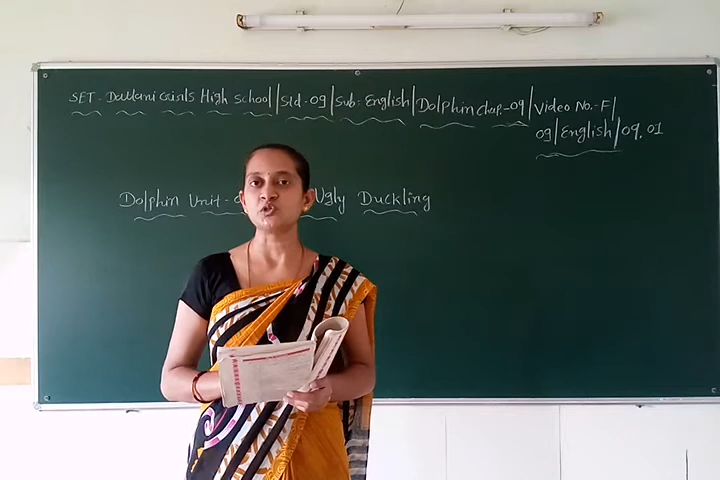 SET - Damani Girls High School | Std - 09 | Sub - English | Dolphin Chap. - 09 | Video No. - F |
09 | English | 09.01
Dolphin Unit - Ugly Duckling